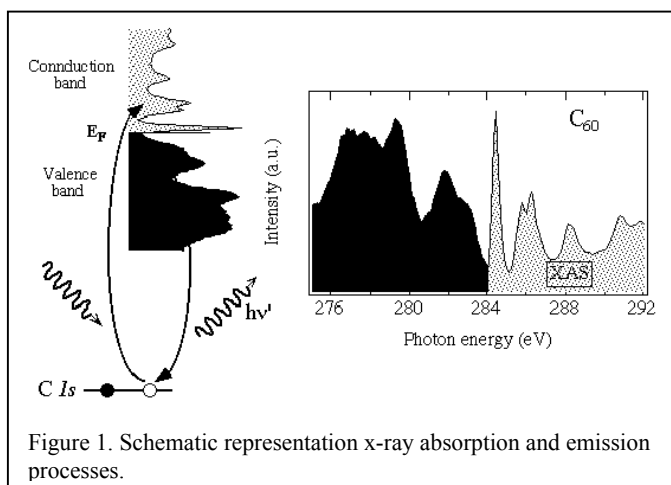 Connduction
band
E_F
Valence
band
hν'
C 1s
Intensity (a.u.)
C₆₀
XAS
276 280 284 288 292
Photon energy (eV)
Figure 1. Schematic representation x-ray absorption and emission
processes.